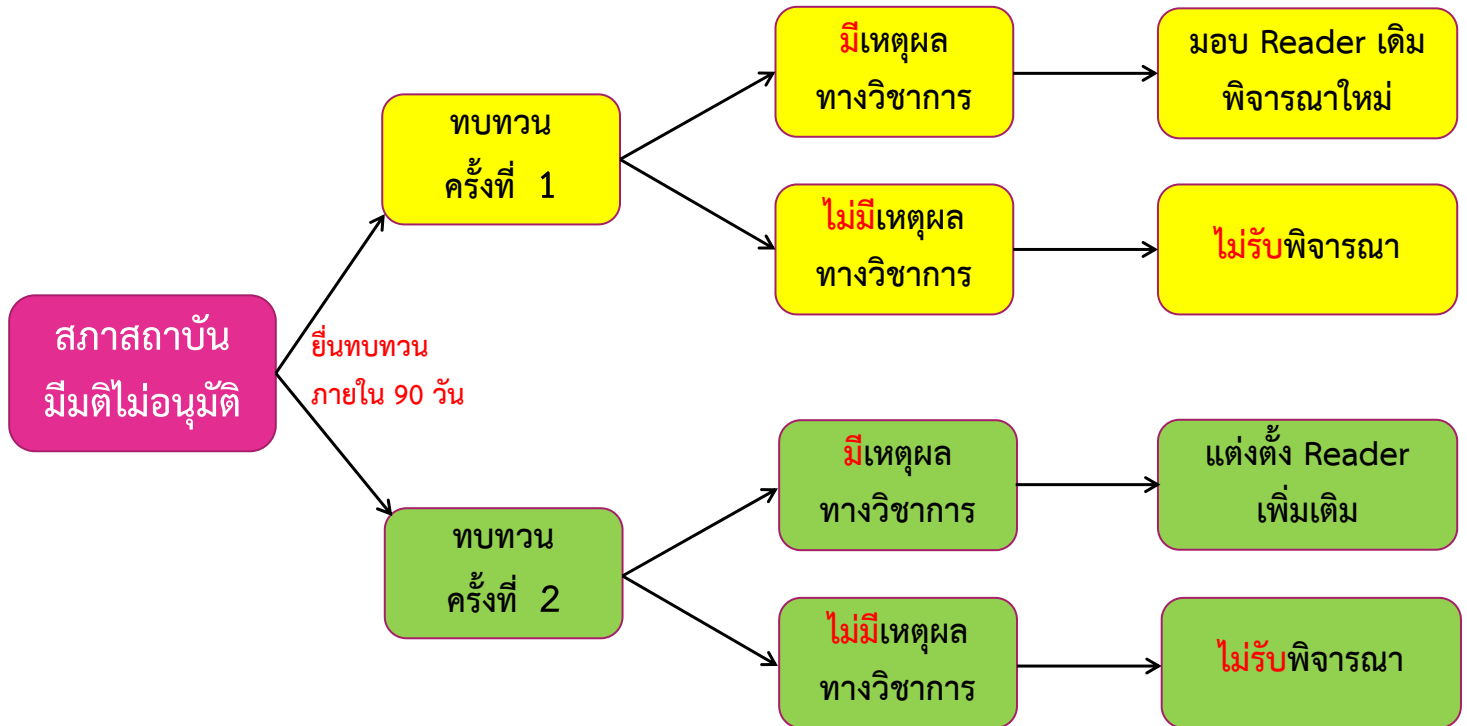 สภาสถาบัน
มีมติไม่อนุมัติ
ยื่นทบทวน
ภายใน 90 วัน
ทบทวน
ครั้งที่ 1
มีเหตุผล
ทางวิชาการ
มอบ Reader เดิม
พิจารณาใหม่
ไม่มีเหตุผล
ทางวิชาการ
ไม่รับพิจารณา
ทบทวน
ครั้งที่ 2
มีเหตุผล
ทางวิชาการ
แต่งตั้ง Reader
เพิ่มเติม
ไม่มีเหตุผล
ทางวิชาการ
ไม่รับพิจารณา